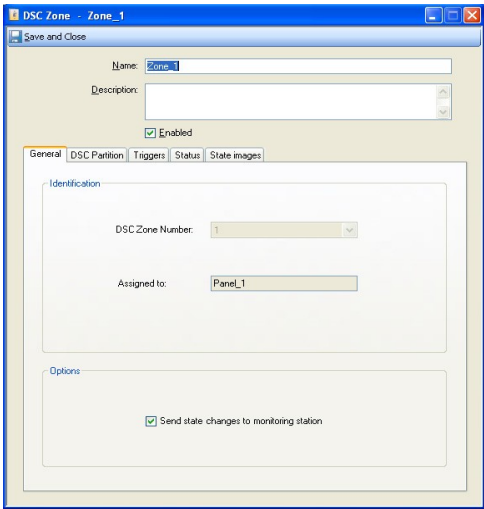 DSC Zone - Zone_1
Save and Close
Name: Zone_1
Description:
Enabled
General DSC Partition Triggers Status State images
Identification
DSC Zone Number: 1
Assigned to: Panel_1
Options
Send state changes to monitoring station